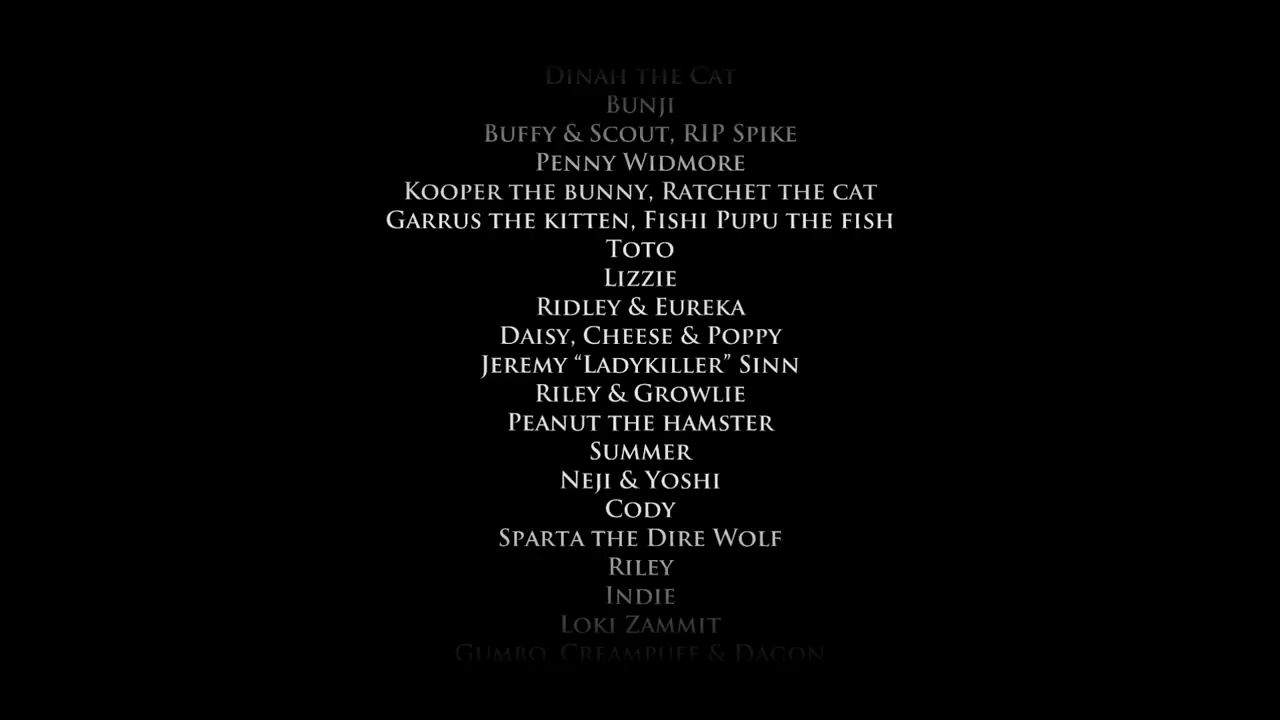 Dinah the Cat
Bunji
Buffy & Scout, RIP Spike
Penny Widmore
Kooper the bunny, Ratchet the cat
Garrus the kitten, Fishi Pupu the fish
Toto
Lizzie
Ridley & Eureka
Daisy, Cheese & Poppy
Jeremy “Ladykiller” Sinn
Riley & Growlie
Peanut the hamster
Summer
Neji & Yoshi
Cody
Sparta the Dire Wolf
Riley
Indie
Loki Zammit
Gumbo, Creampuff & Dagon